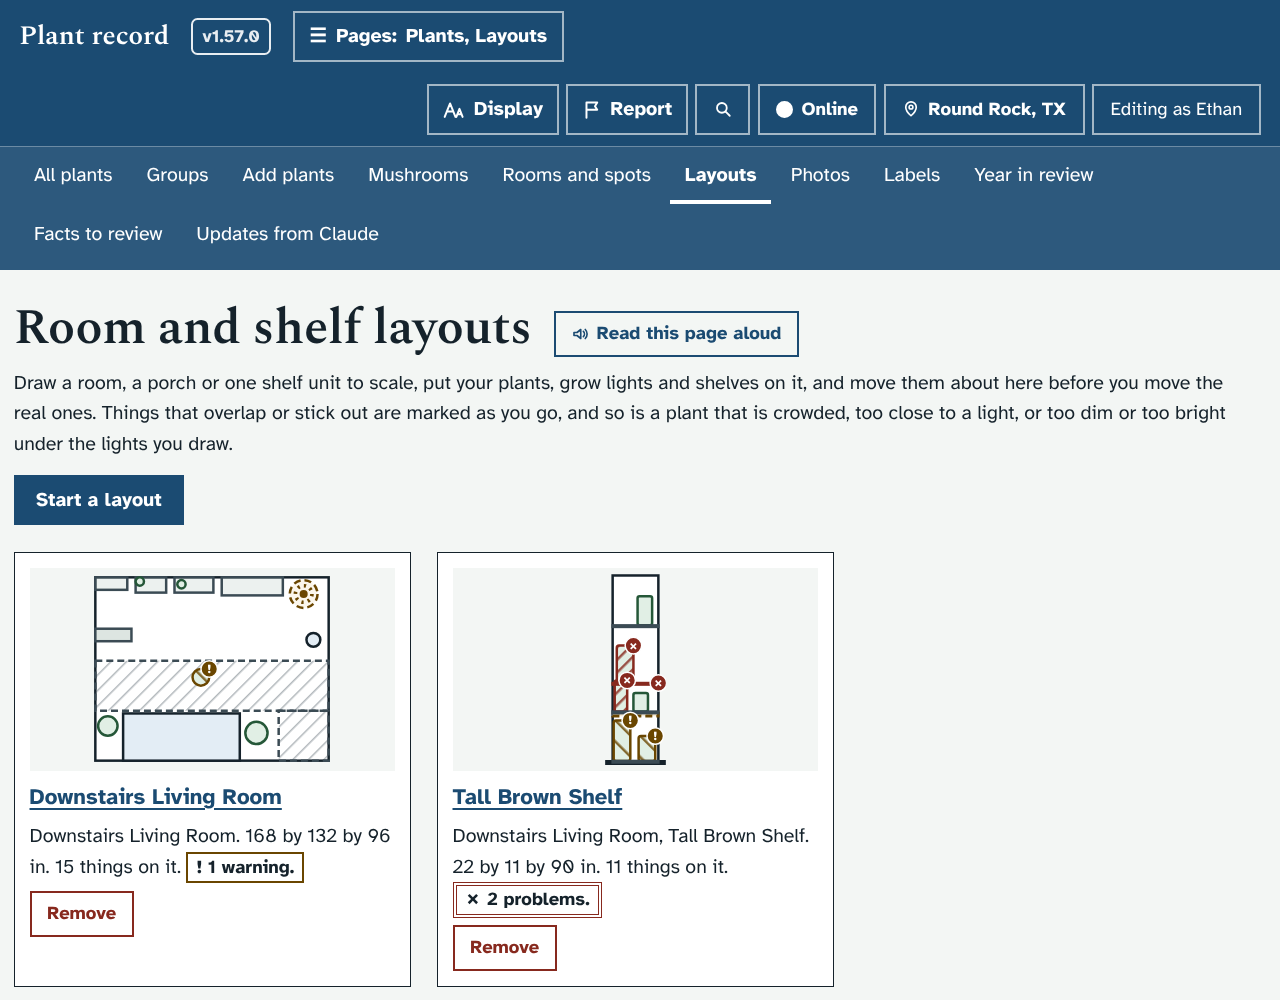 Plant record
v1.57.0
☰ Pages: Plants, Layouts
Display
Report
Online
Round Rock, TX
Editing as Ethan
All plants
Groups
Add plants
Mushrooms
Rooms and spots
Layouts
Photos
Labels
Year in review
Facts to review
Updates from Claude
Room and shelf layouts
Read this page aloud
Draw a room, a porch or one shelf unit to scale, put your plants, grow lights and shelves on it, and move them about here before you move the
real ones. Things that overlap or stick out are marked as you go, and so is a plant that is crowded, too close to a light, or too dim or too bright
under the lights you draw.
Start a layout
Downstairs Living Room
Downstairs Living Room. 168 by 132 by 96
in. 15 things on it. ! 1 warning.
Remove
Tall Brown Shelf
Downstairs Living Room, Tall Brown Shelf.
22 by 11 by 90 in. 11 things on it.
× 2 problems.
Remove